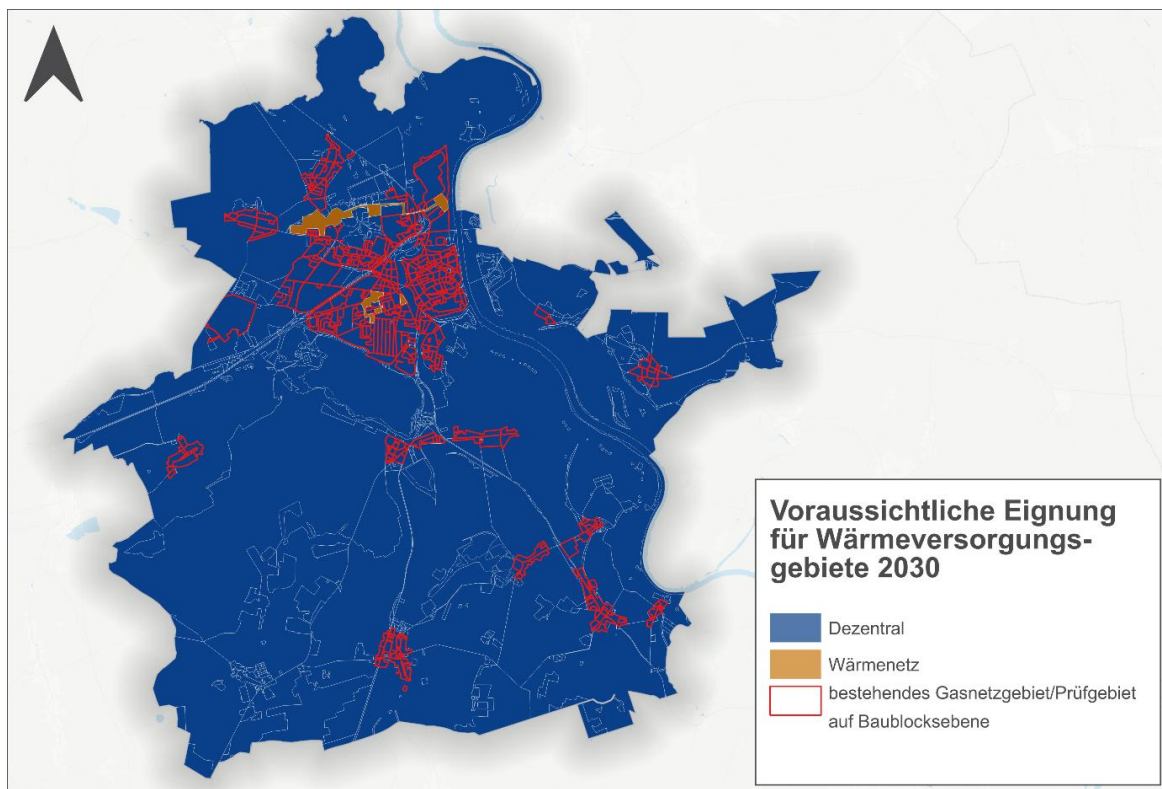 Voraussichtliche Eignung
für Wärmeversorgungs-
gebiete 2030
Dezentral
Wärmenetz
bestehendes Gasnetzgebiet/Prüfgebiet
auf Baublocksebene